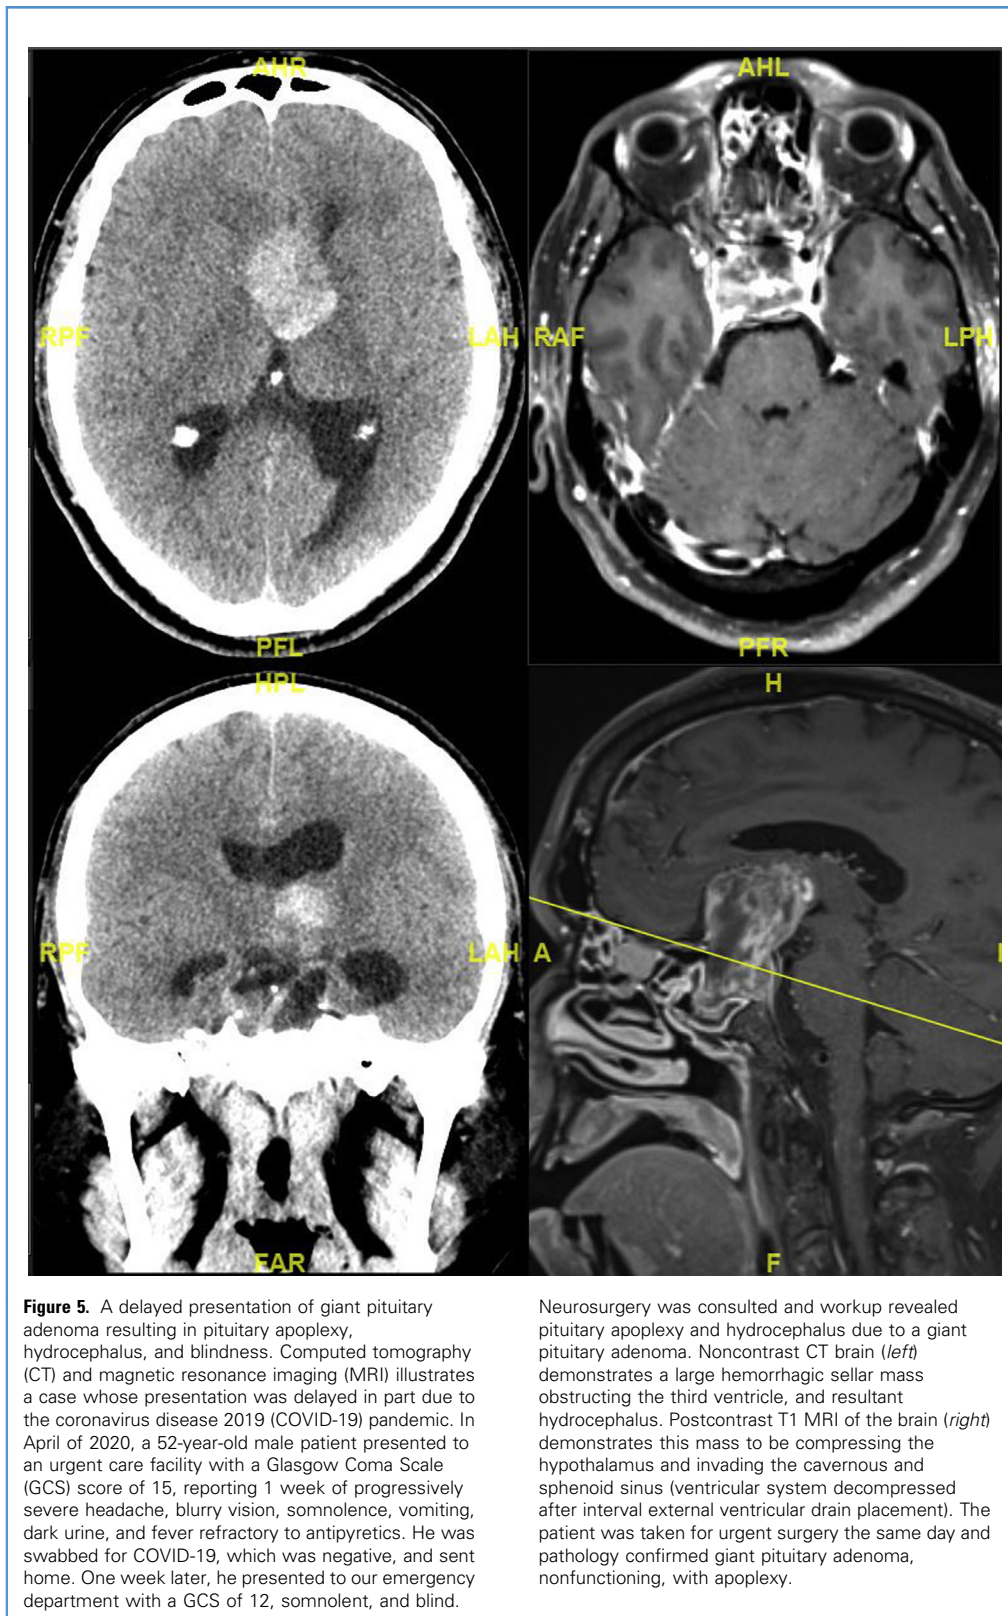 AHR
AHL
RPF
LAH
RAF
LPH
PFL
PFR
HPL
H
RPF
LAH
A
FAR
F
Figure 5. A delayed presentation of giant pituitary
adenoma resulting in pituitary apoplexy,
hydrocephalus, and blindness. Computed tomography
(CT) and magnetic resonance imaging (MRI) illustrates
a case whose presentation was delayed in part due to
the coronavirus disease 2019 (COVID-19) pandemic. In
April of 2020, a 52-year-old male patient presented to
an urgent care facility with a Glasgow Coma Scale
(GCS) score of 15, reporting 1 week of progressively
severe headache, blurry vision, somnolence, vomiting,
dark urine, and fever refractory to antipyretics. He was
swabbed for COVID-19, which was negative, and sent
home. One week later, he presented to our emergency
department with a GCS of 12, somnolent, and blind.
Neurosurgery was consulted and workup revealed
pituitary apoplexy and hydrocephalus due to a giant
pituitary adenoma. Noncontrast CT brain (left)
demonstrates a large hemorrhagic sellar mass
obstructing the third ventricle, and resultant
hydrocephalus. Postcontrast T1 MRI of the brain (right)
demonstrates this mass to be compressing the
hypothalamus and invading the cavernous and
sphenoid sinus (ventricular system decompressed
after interval external ventricular drain placement). The
patient was taken for urgent surgery the same day and
pathology confirmed giant pituitary adenoma,
nonfunctioning, with apoplexy.